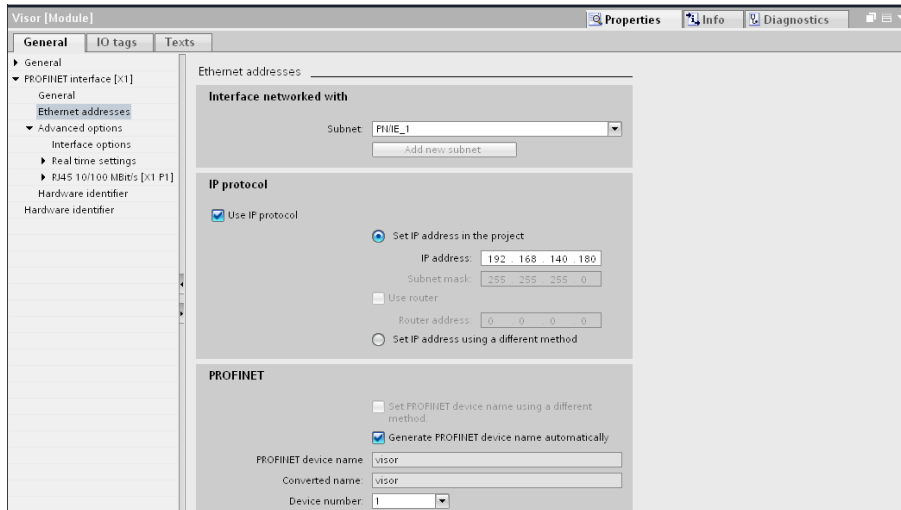 Visor [Module]
Properties
Info
Diagnostics
General
IO tags
Texts
General
PROFINET interface [X1]
General
Ethernet addresses
Advanced options
Interface options
Real time settings
RJ45 10/100 MBit/s [X1 P1]
Hardware identifier
Hardware identifier
Ethernet addresses
Interface networked with
Subnet: PN/IE_1
Add new subnet
IP protocol
Use IP protocol
Set IP address in the project
IP address: 192 . 168 . 140 . 180
Subnet mask: 255 . 255 . 255 . 0
Use router
Router address: 0 . 0 . 0 . 0
Set IP address using a different method
PROFINET
Set PROFINET device name using a different
method.
Generate PROFINET device name automatically
PROFINET device name visor
Converted name: visor
Device number: 1